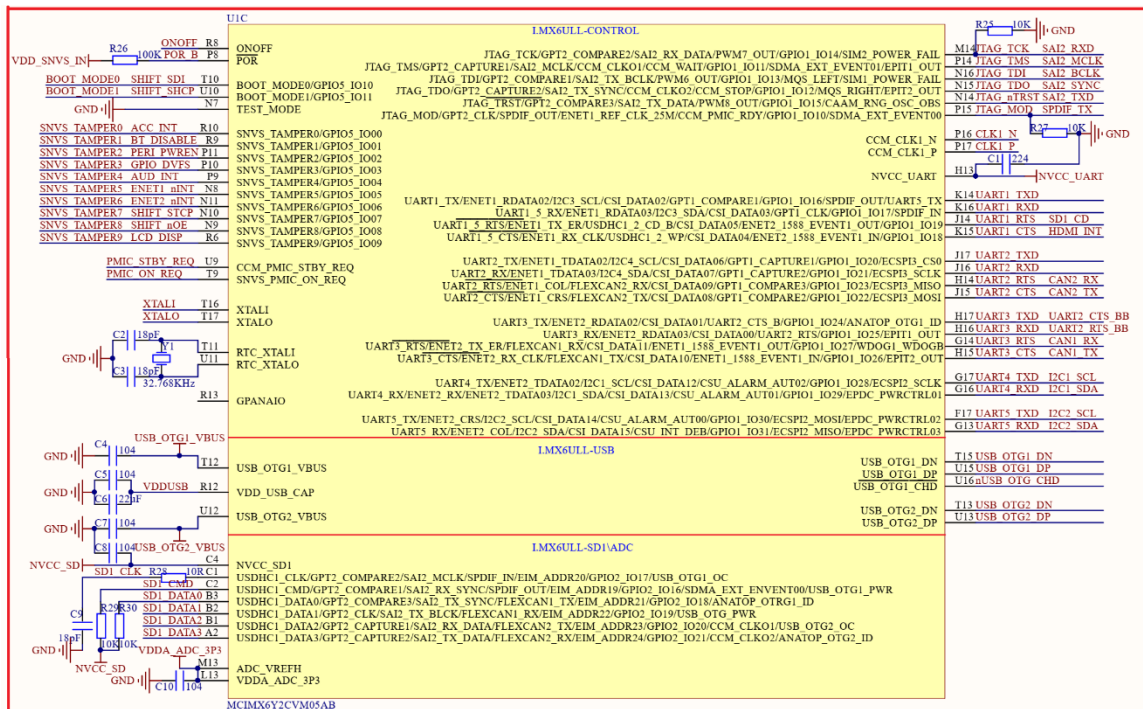 U1C
I.MX6ULL-CONTROL
ONOFF R8 ONOFF
VDD_SNVS_IN R26 100K POR_B P8 POR
BOOT_MODE0 SHIFT_SDI T10 BOOT_MODE0/GPIO5_IO10
BOOT_MODE1 SHIFT_SHCP U10 BOOT_MODE1/GPIO5_IO11
GND N7 TEST_MODE
SNVS_TAMPER0 ACC_INT R10 SNVS_TAMPER0/GPIO5_IO00
SNVS_TAMPER1 BT_DISABLE R9 SNVS_TAMPER1/GPIO5_IO01
SNVS_TAMPER2 PERI_PWREN P11 SNVS_TAMPER2/GPIO5_IO02
SNVS_TAMPER3 GPIO_DVFS P10 SNVS_TAMPER3/GPIO5_IO03
SNVS_TAMPER4 AUD_INT P9 SNVS_TAMPER4/GPIO5_IO04
SNVS_TAMPER5 ENET1_nINT N8 SNVS_TAMPER5/GPIO5_IO05
SNVS_TAMPER6 ENET2_nINT N11 SNVS_TAMPER6/GPIO5_IO06
SNVS_TAMPER7 SHIFT_STCP N10 SNVS_TAMPER7/GPIO5_IO07
SNVS_TAMPER8 SHIFT_nOE N9 SNVS_TAMPER8/GPIO5_IO08
SNVS_TAMPER9 LCD_DISP R6 SNVS_TAMPER9/GPIO5_IO09
PMIC_STBY_REQ U9 CCM_PMIC_STBY_REQ
PMIC_ON_REQ T9 SNVS_PMIC_ON_REQ
XTALI T16 XTALI
XTALO T17 XTALO
C2 18pF
GND Y1 T11 RTC_XTALI
U11 RTC_XTALO
C3 18pF
32.768KHz
R13 GPANAIO
R25 10K GND
JTAG_TCK/GPT2_COMPARE2/SAI2_RX_DATA/PWM7_OUT/GPIO1_IO14/SIM2_POWER_FAIL M14 JTAG_TCK SAI2_RXD
JTAG_TMS/GPT2_CAPTURE1/SAI2_MCLK/CCM_CLKO1/CCM_WAIT/GPIO1_IO11/SDMA_EXT_EVENT01/EPIT1_OUT P14 JTAG_TMS SAI2_MCLK
JTAG_TDI/GPT2_COMPARE1/SAI2_TX_BCLK/PWM6_OUT/GPIO1_IO13/MQS_LEFT/SIM1_POWER_FAIL N16 JTAG_TDI SAI2_BCLK
JTAG_TDO/GPT2_CAPTURE2/SAI2_TX_SYNC/CCM_CLKO2/CCM_STOP/GPIO1_IO12/MQS_RIGHT/EPIT2_OUT N15 JTAG_TDO SAI2_SYNC
JTAG_TRST/GPT2_COMPARE3/SAI2_TX_DATA/PWM8_OUT/GPIO1_IO15/CAAM_RNG_OSC_OBS N14 JTAG_nTRST SAI2_TXD
JTAG_MOD/GPT2_CLK/SPDIF_OUT/ENET1_REF_CLK_25M/CCM_PMIC_RDY/GPIO1_IO10/SDMA_EXT_EVENT00 P15 JTAG_MOD SPDIF_TX
R27 10K GND
CCM_CLK1_N P16 CLK1_N
CCM_CLK1_P P17 CLK1_P
C1 224
NVCC_UART H13 NVCC_UART
UART1_TX/ENET1_RDATA02/I2C3_SCL/CSI_DATA02/GPT1_COMPARE1/GPIO1_IO16/SPDIF_OUT/UART5_TX K14 UART1_TXD
UART1_5_RX/ENET1_RDATA03/I2C3_SDA/CSI_DATA03/GPT1_CLK/GPIO1_IO17/SPDIF_IN K16 UART1_RXD
UART1_5_RTS/ENET1_TX_ER/USDHC1_2_CD_B/CSI_DATA05/ENET2_1588_EVENT1_OUT/GPIO1_IO19 J14 UART1_RTS SD1_CD
UART1_5_CTS/ENET1_RX_CLK/USDHC1_2_WP/CSI_DATA04/ENET2_1588_EVENT1_IN/GPIO1_IO18 K15 UART1_CTS HDMI_INT
UART2_TX/ENET1_TDATA02/I2C4_SCL/CSI_DATA06/GPT1_CAPTURE1/GPIO1_IO20/ECSPI3_CS0 J17 UART2_TXD
UART2_RX/ENET1_TDATA03/I2C4_SDA/CSI_DATA07/GPT1_CAPTURE2/GPIO1_IO21/ECSPI3_SCLK J16 UART2_RXD
UART2_RTS/ENET1_COL/FLEXCAN2_RX/CSI_DATA09/GPT1_COMPARE3/GPIO1_IO23/ECSPI3_MISO H14 UART2_RTS CAN2_RX
UART2_CTS/ENET1_CRS/FLEXCAN2_TX/CSI_DATA08/GPT1_COMPARE2/GPIO1_IO22/ECSPI3_MOSI J15 UART2_CTS CAN2_TX
UART3_TX/ENET2_RDATA02/CSI_DATA01/UART2_CTS_B/GPIO1_IO24/ANATOP_OTG1_ID H17 UART3_TXD UART2_CTS_BB
UART3_RX/ENET2_RDATA03/CSI_DATA00/UART2_RTS/GPIO1_IO25/EPIT1_OUT H16 UART3_RXD UART2_RTS_BB
UART3_RTS/ENET2_TX_ER/FLEXCAN1_RX/CSI_DATA11/ENET1_1588_EVENT1_OUT/GPIO1_IO27/WDOG1_WDOGB G14 UART3_RTS CAN1_RX
UART3_CTS/ENET2_RX_CLK/FLEXCAN1_TX/CSI_DATA10/ENET1_1588_EVENT1_IN/GPIO1_IO26/EPIT2_OUT H15 UART3_CTS CAN1_TX
UART4_TX/ENET2_TDATA02/I2C1_SCL/CSI_DATA12/CSU_ALARM_AUT02/GPIO1_IO28/ECSPI2_SCLK G17 UART4_TXD I2C1_SCL
UART4_RX/ENET2_RX/ENET2_TDATA03/I2C1_SDA/CSI_DATA13/CSU_ALARM_AUT01/GPIO1_IO29/EPDC_PWRCTRL01 G16 UART4_RXD I2C1_SDA
UART5_TX/ENET2_CRS/I2C2_SCL/CSI_DATA14/CSU_ALARM_AUT00/GPIO1_IO30/ECSPI2_MOSI/EPDC_PWRCTRL02 F17 UART5_TXD I2C2_SCL
UART5_RX/ENET2_COL/I2C2_SDA/CSI_DATA15/CSU_INT_DEB/GPIO1_IO31/ECSPI2_MISO/EPDC_PWRCTRL03 G13 UART5_RXD I2C2_SDA
I.MX6ULL-USB
USB_OTG1_VBUS
C4 104
GND T12 USB_OTG1_VBUS
C5 104
GND VDDUSB R12 VDD_USB_CAP
C6 22uF
GND U12 USB_OTG2_VBUS
C7 104
C8 104
USB_OTG2_VBUS
USB_OTG1_DN T15 USB_OTG1_DN
USB_OTG1_DP U15 USB_OTG1_DP
USB_OTG1_CHD U16 nUSB_OTG_CHD
USB_OTG2_DN T13 USB_OTG2_DN
USB_OTG2_DP U13 USB_OTG2_DP
I.MX6ULL-SD1\ADC
NVCC_SD C4 NVCC_SD1
SD1_CLK R28 10R C1 USDHC1_CLK/GPT2_COMPARE2/SAI2_MCLK/SPDIF_IN/EIM_ADDR20/GPIO2_IO17/USB_OTG1_OC
SD1_CMD C2 USDHC1_CMD/GPT1_COMPARE1/SAI2_RX_SYNC/SPDIF_OUT/EIM_ADDR19/GPIO2_IO16/SDMA_EXT_ENVENT00/USB_OTG1_PWR
SD1_DATA0 B3 USDHC1_DATA0/GPT2_COMPARE3/SAI2_TX_SYNC/FLEXCAN1_TX/EIM_ADDR21/GPIO2_IO18/ANATOP_OTRG1_ID
SD1_DATA1 B2 USDHC1_DATA1/GPT2_CLK/SAI2_TX_BLCK/FLEXCAN1_RX/EIM_ADDR22/GPIO2_IO19/USB_OTG_PWR
SD1_DATA2 B1 USDHC1_DATA2/GPT2_CAPTURE1/SAI2_RX_DATA/FLEXCAN2_TX/EIM_ADDR23/GPIO2_IO20/CCM_CLKO1/USB_OTG2_OC
SD1_DATA3 A2 USDHC1_DATA3/GPT2_CAPTURE2/SAI2_TX_DATA/FLEXCAN2_RX/EIM_ADDR24/GPIO2_IO21/CCM_CLKO2/ANATOP_OTG2_ID
C9 R29 R30
18pF 10K 10K
GND
NVCC_SD
VDDA_ADC_3P3
M13 ADC_VREFH
GND L13 VDDA_ADC_3P3
C10 104
MCIMX6Y2CVM05AB